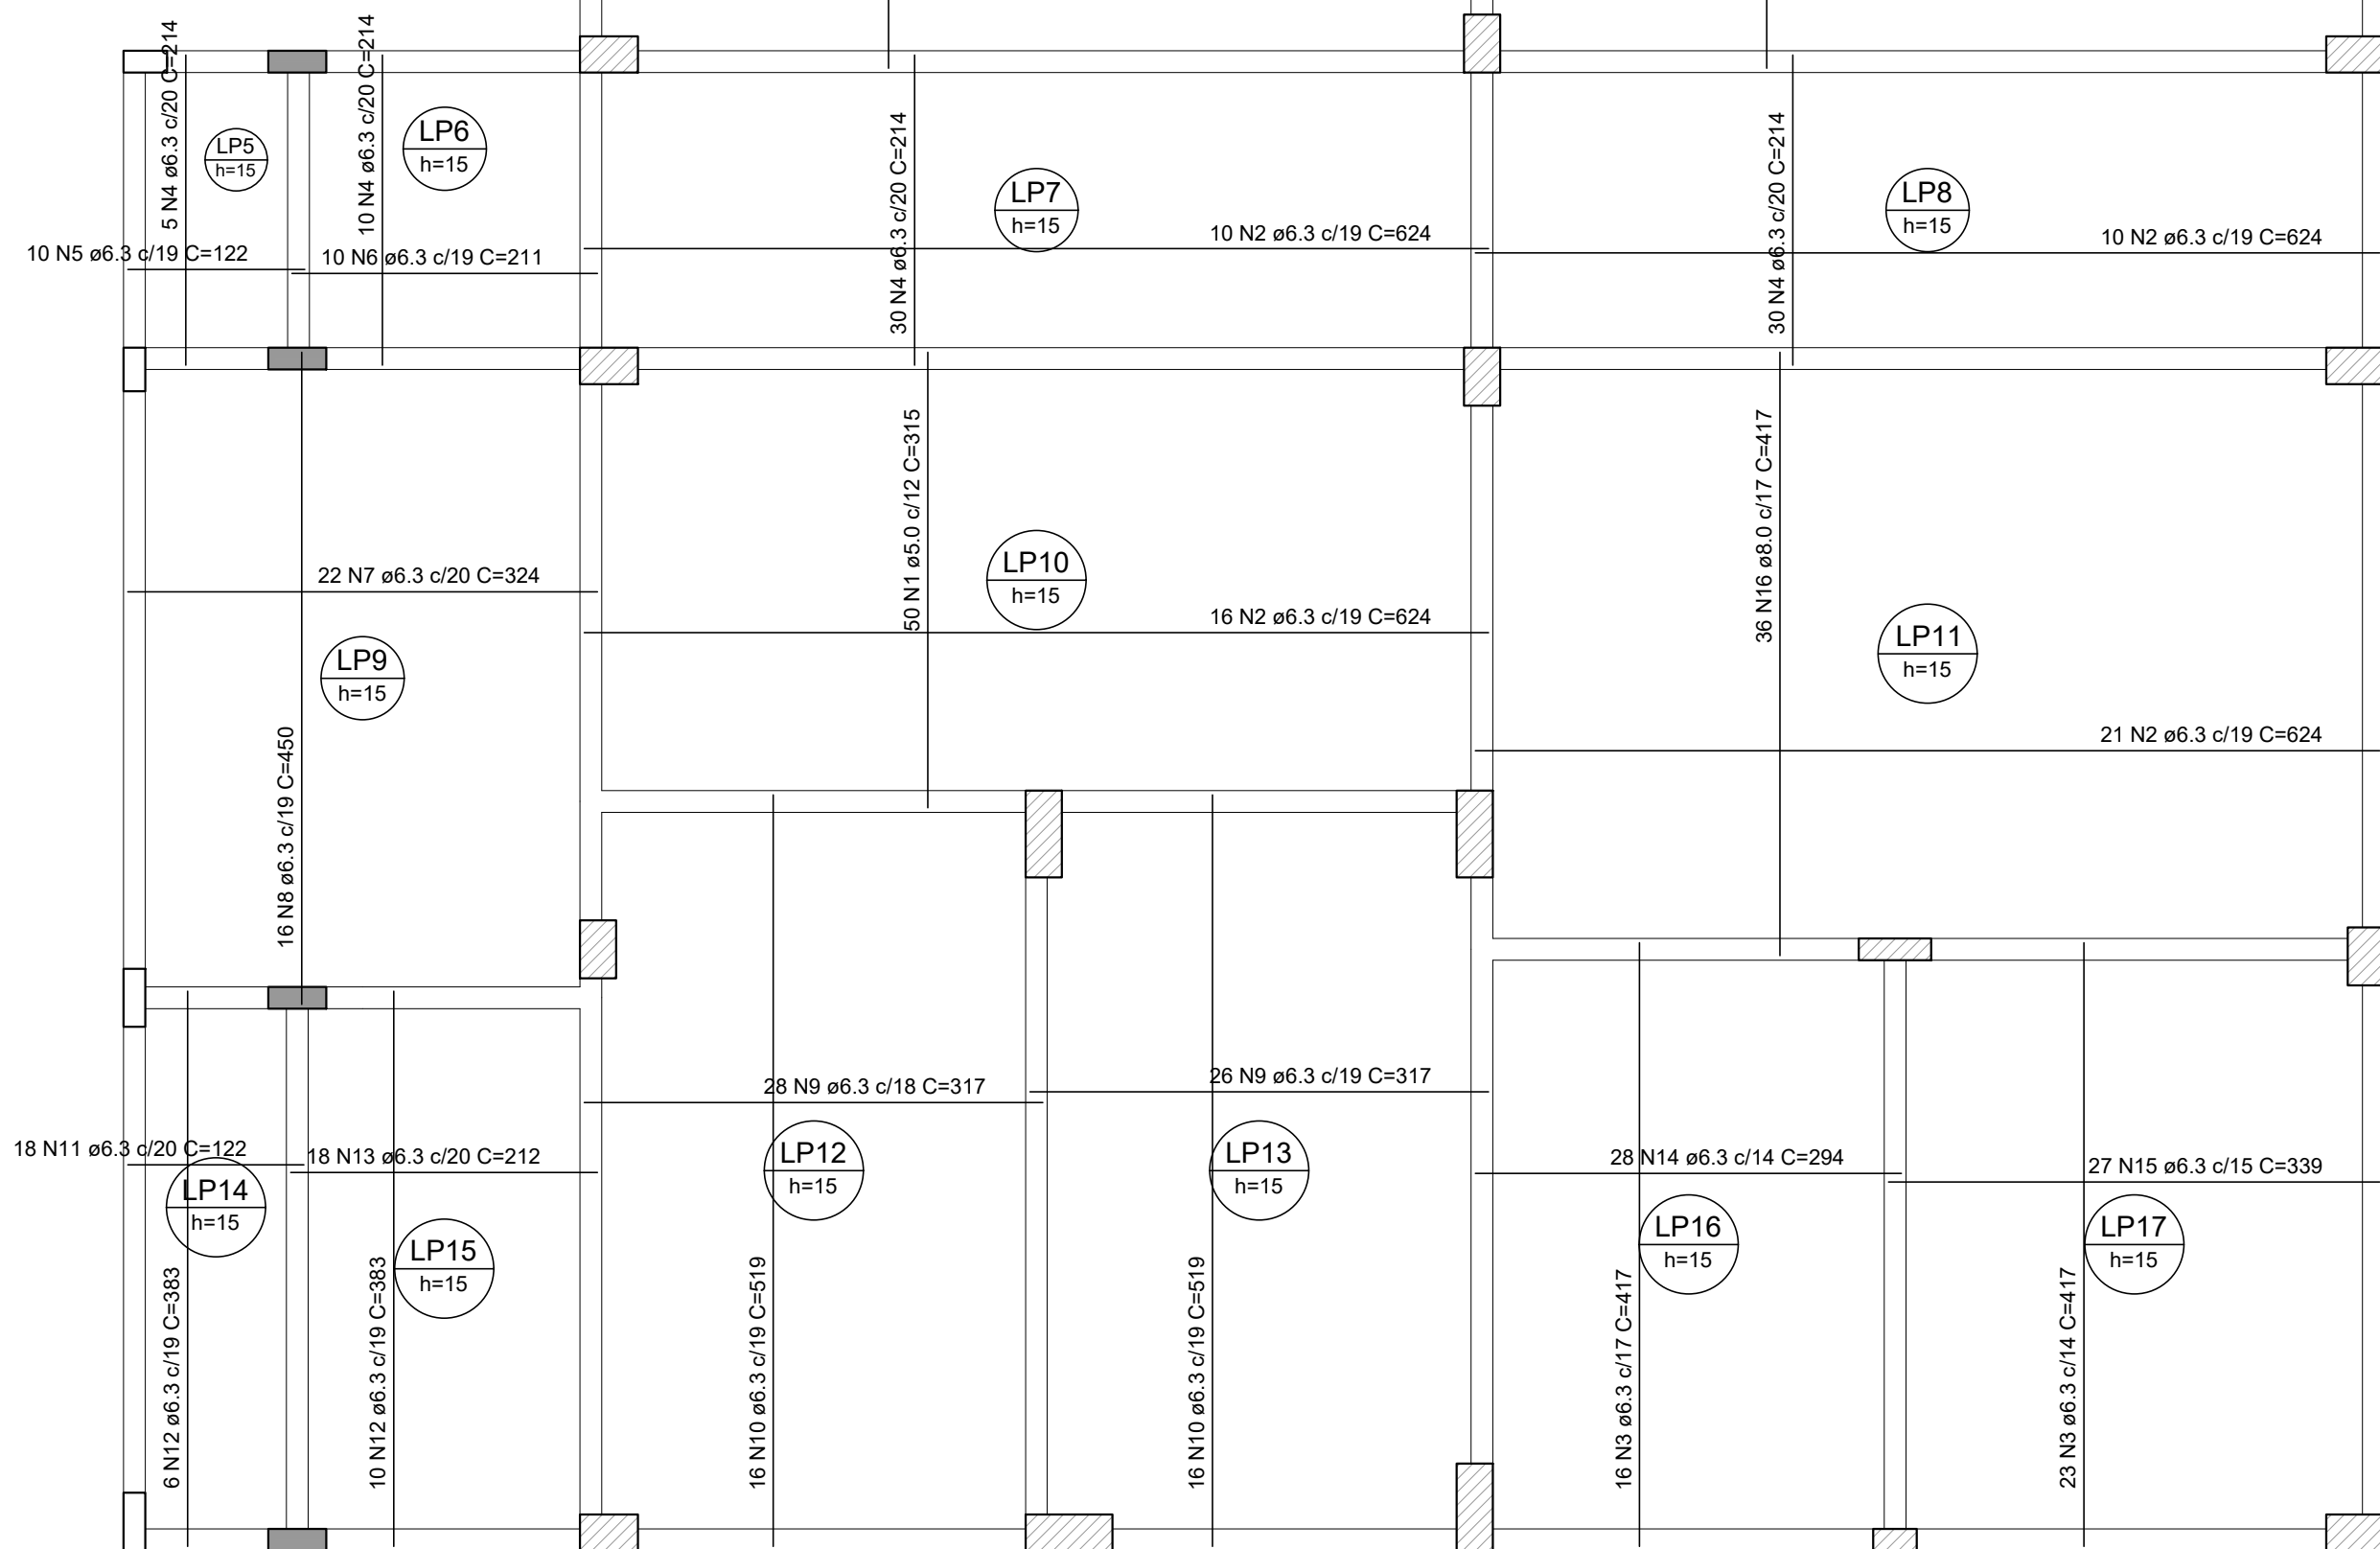 5 N4 ø6.3 c/20 C=214
10 N4 ø6.3 c/20 C=214
LP5
h=15
LP6
h=15
30 N4 ø6.3 c/20 C=214
LP7
h=15
30 N4 ø6.3 c/20 C=214
LP8
h=15
10 N5 ø6.3 c/19 C=122
10 N6 ø6.3 c/19 C=211
10 N2 ø6.3 c/19 C=624
10 N2 ø6.3 c/19 C=624
50 N1 ø5.0 c/12 C=315
36 N16 ø8.0 c/17 C=417
22 N7 ø6.3 c/20 C=324
LP10
h=15
16 N2 ø6.3 c/19 C=624
LP9
h=15
LP11
h=15
21 N2 ø6.3 c/19 C=624
16 N8 ø6.3 c/19 C=450
28 N9 ø6.3 c/18 C=317
26 N9 ø6.3 c/19 C=317
18 N11 ø6.3 c/20 C=122
18 N13 ø6.3 c/20 C=212
LP12
h=15
LP13
h=15
28 N14 ø6.3 c/14 C=294
27 N15 ø6.3 c/15 C=339
LP14
h=15
LP15
h=15
LP16
h=15
LP17
h=15
6 N12 ø6.3 c/19 C=383
10 N12 ø6.3 c/19 C=383
16 N10 ø6.3 c/19 C=519
16 N10 ø6.3 c/19 C=519
16 N3 ø6.3 c/17 C=417
23 N3 ø6.3 c/14 C=417